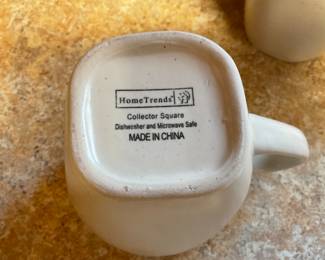 HomeTrends
Collector Square
Dishwasher and Microwave Safe
MADE IN CHINA